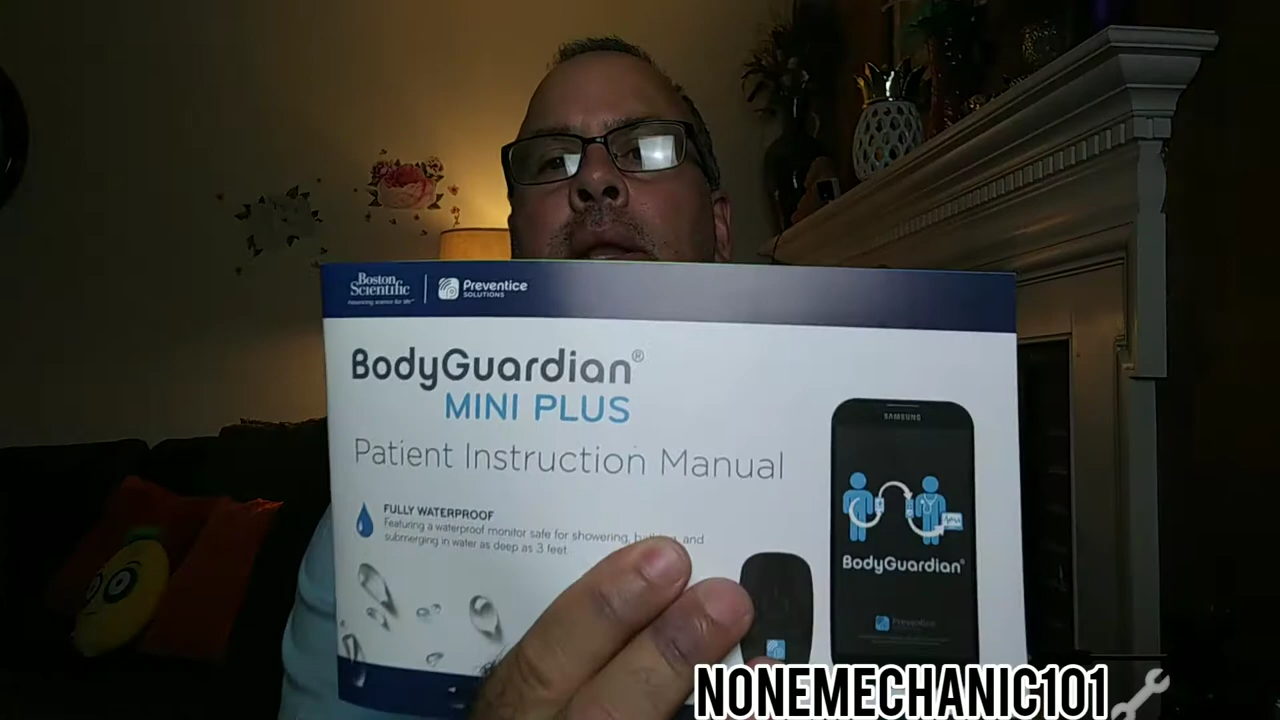 Boston
Scientific
Advancing science for life™
Preventice
SOLUTIONS
BodyGuardian®
MINI PLUS
Patient Instruction Manual
FULLY WATERPROOF
Featuring a waterproof monitor safe for showering, and
submerging in water as deep as 3 feet.
SAMSUNG
BodyGuardian®
Preventice
NONEMECHANIC101